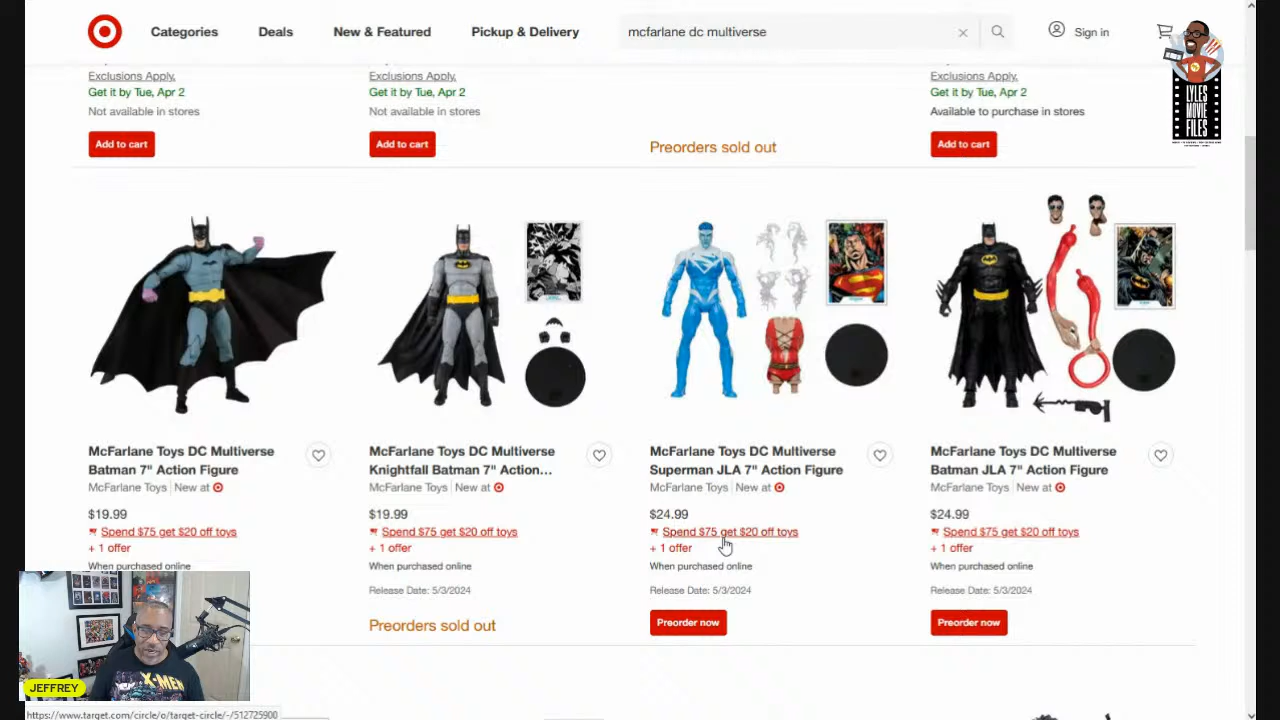 Categories
Deals
New & Featured
Pickup & Delivery
mcfarlane dc multiverse
Sign in
LYLES
MOVIE
FILES
Exclusions Apply.
Get it by Tue, Apr 2
Not available in stores
Add to cart
Exclusions Apply.
Get it by Tue, Apr 2
Not available in stores
Add to cart
Preorders sold out
Exclusions Apply.
Get it by Tue, Apr 2
Available to purchase in stores
Add to cart
McFarlane Toys DC Multiverse
Batman 7" Action Figure
McFarlane Toys | New at
$19.99
Spend $75 get $20 off toys
+ 1 offer
When purchased online
McFarlane Toys DC Multiverse
Knightfall Batman 7" Action...
McFarlane Toys | New at
$19.99
Spend $75 get $20 off toys
+ 1 offer
When purchased online
Release Date: 5/3/2024
Preorders sold out
McFarlane Toys DC Multiverse
Superman JLA 7" Action Figure
McFarlane Toys | New at
$24.99
Spend $75 get $20 off toys
+ 1 offer
When purchased online
Release Date: 5/3/2024
Preorder now
McFarlane Toys DC Multiverse
Batman JLA 7" Action Figure
McFarlane Toys | New at
$24.99
Spend $75 get $20 off toys
+ 1 offer
When purchased online
Release Date: 5/3/2024
Preorder now
X-MEN
JEFFREY
https://www.target.com/circle/o/target-circle/-/512725900